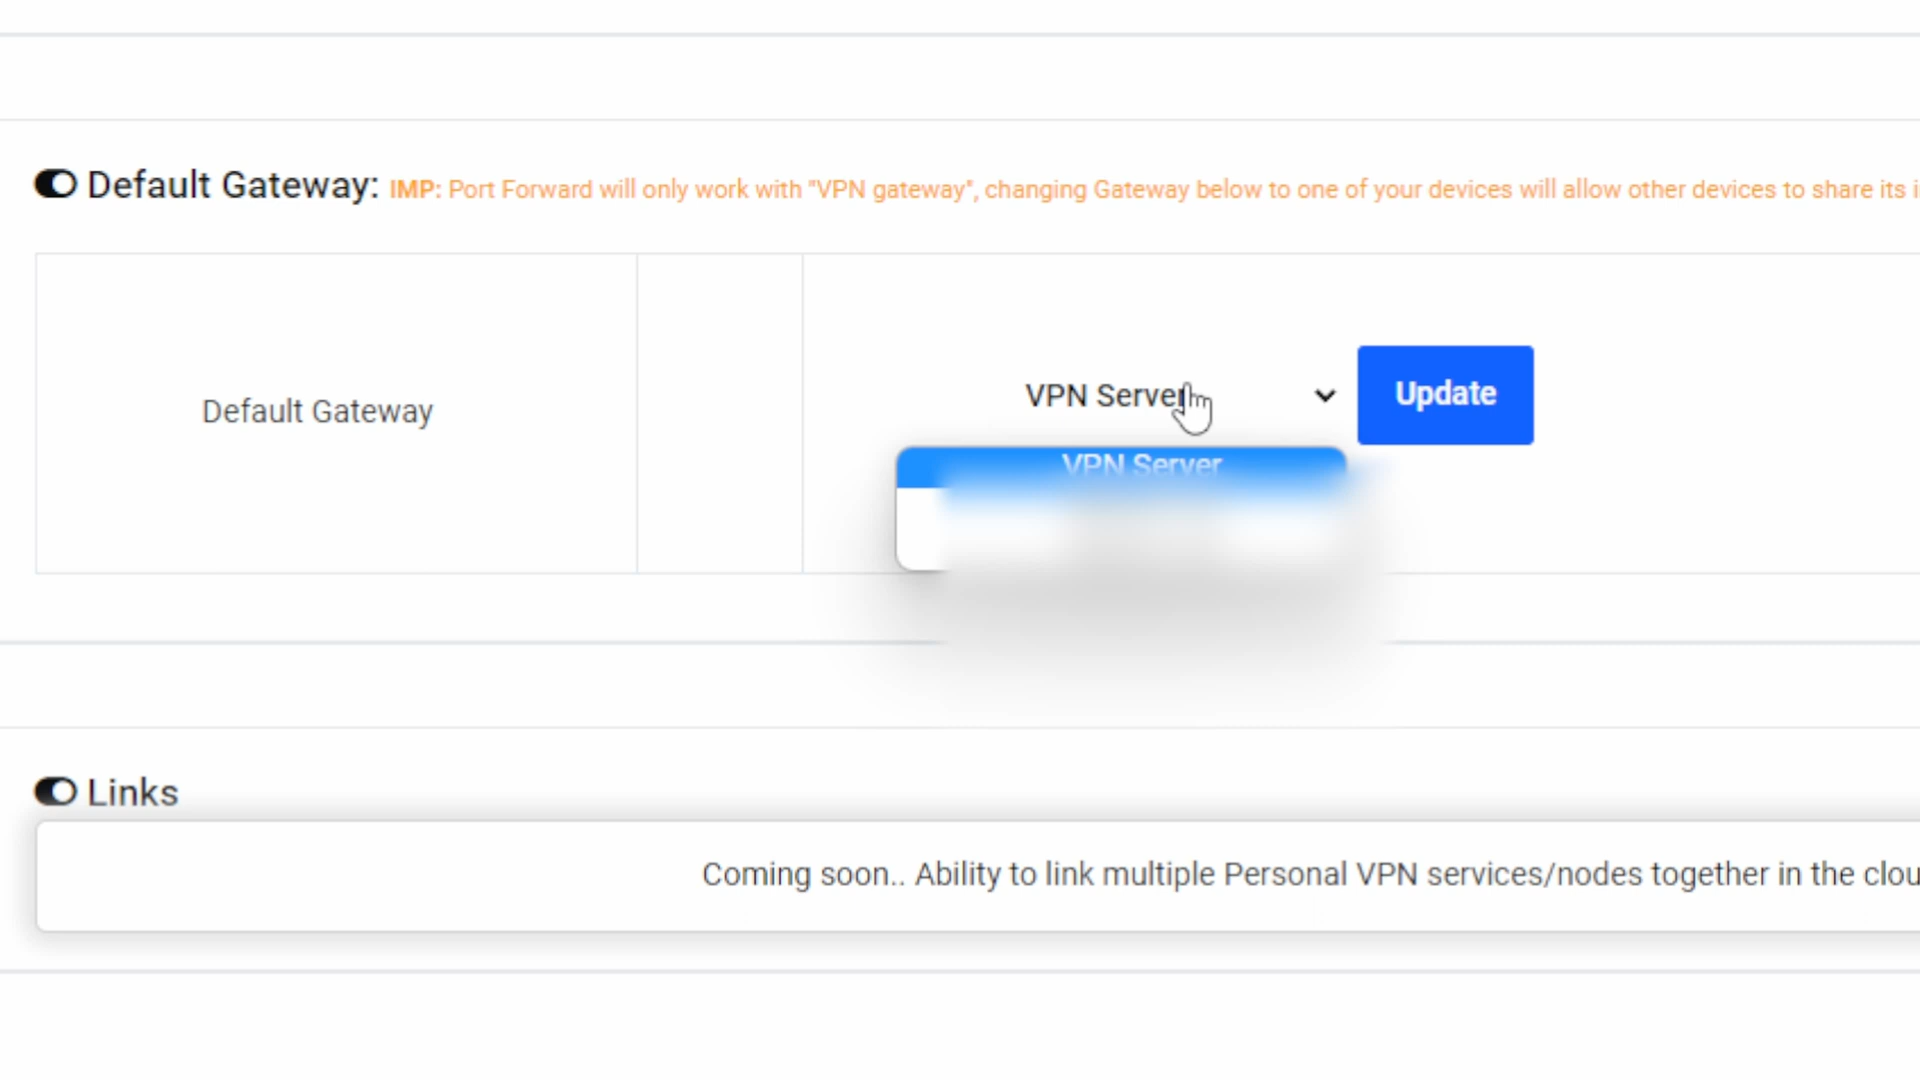 Default Gateway: IMP: Port Forward will only work with "VPN gateway", changing Gateway below to one of your devices will allow other devices to share its
Default Gateway
VPN Server
Update
VPN Server
Links
Coming soon.. Ability to link multiple Personal VPN services/nodes together in the